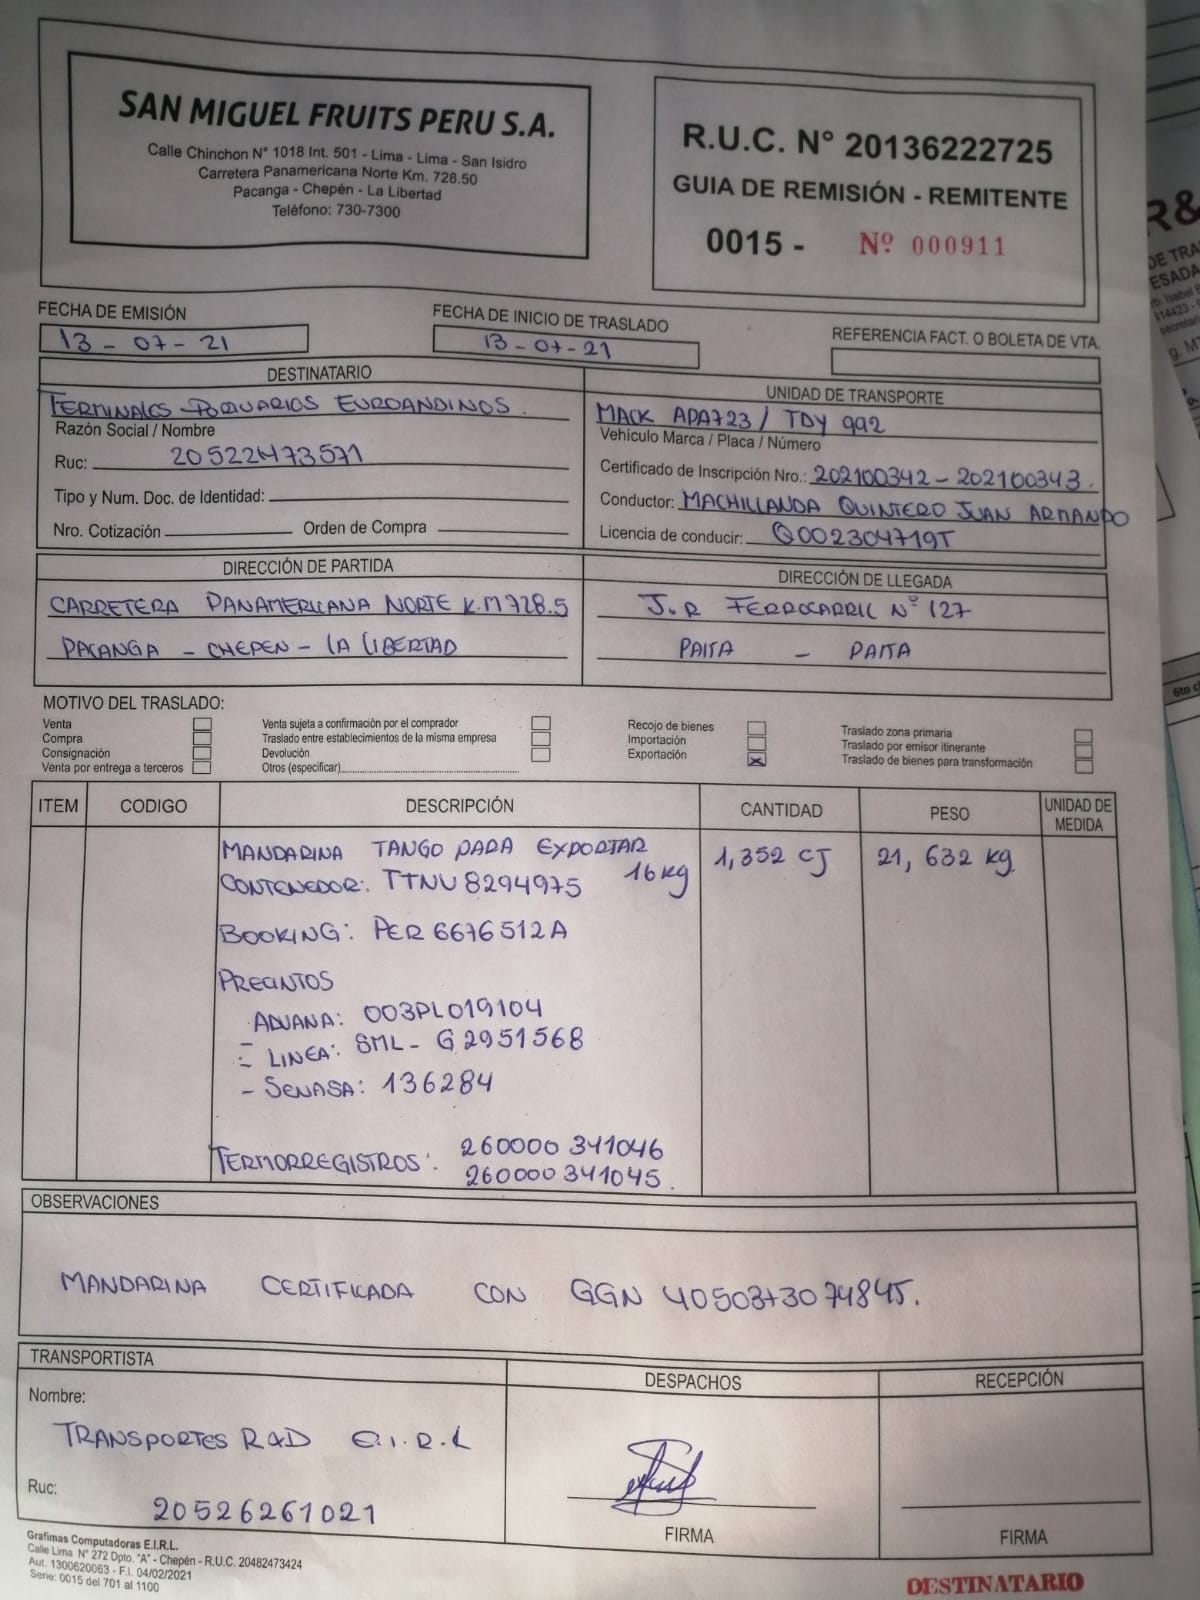 SAN MIGUEL FRUITS PERU S.A.
Calle Chinchon N° 1018 Int. 501 - Lima - Lima - San Isidro
Carretera Panamericana Norte Km. 728.50
Pacanga - Chepén - La Libertad
Teléfono: 730-7300
R.U.C. N° 20136222725
GUIA DE REMISIÓN - REMITENTE
0015 - Nº 000911
FECHA DE EMISIÓN
13 - 07 - 21
FECHA DE INICIO DE TRASLADO
13 - 07 - 21
REFERENCIA FACT. O BOLETA DE VTA.
DESTINATARIO
TERMINALES PORTUARIOS EUROANDINOS.
Razón Social / Nombre
Ruc: 20522473571
Tipo y Num. Doc. de Identidad:
Nro. Cotización Orden de Compra
UNIDAD DE TRANSPORTE
MACK APA723 / TDY 992
Vehículo Marca / Placa / Número
Certificado de Inscripción Nro.: 202100342 - 202100343.
Conductor: MACHILLANDA QUINTERO JUAN ARMANDO
Licencia de conducir: Q002304719T
DIRECCIÓN DE PARTIDA
CARRETERA PANAMERICANA NORTE K.M 728.5
PACANGA - CHEPEN - LA LIBERTAD
DIRECCIÓN DE LLEGADA
J.R FERROCARRIL N° 127
PAITA - PAITA
MOTIVO DEL TRASLADO:
Venta
Compra
Consignación
Venta por entrega a terceros
Venta sujeta a confirmación por el comprador
Traslado entre establecimientos de la misma empresa
Devolución
Otros (especificar)
Recojo de bienes
Importación
Exportación X
Traslado zona primaria
Traslado por emisor itinerante
Traslado de bienes para transformación
ITEM CODIGO DESCRIPCIÓN CANTIDAD PESO UNIDAD DE MEDIDA
MANDARINA TANGO PARA EXPORTAR 1,352 CJ 21,632 kg.
CONTENEDOR: TTNU 8294975 16kg
BOOKING: PER 6676512A
PRECINTOS
ADUANA: 003PL019104
- LINEA: SML - G2951568
- SENASA: 136284
TERMORREGISTROS: 260000 341046
260000 341045.
OBSERVACIONES
MANDARINA CERTIFICADA CON GGN 4050373074845.
TRANSPORTISTA
Nombre:
TRANSPORTES R&D E.I.R.L
Ruc:
20526261021
DESPACHOS
FIRMA
RECEPCIÓN
FIRMA
Grafimas Computadoras E.I.R.L.
Calle Lima N° 272 Dpto. "A" - Chepén - R.U.C. 20482473424
Aut. 1300620063 - F.I. 04/02/2021
Serie: 0015 del 701 al 1100
DESTINATARIO